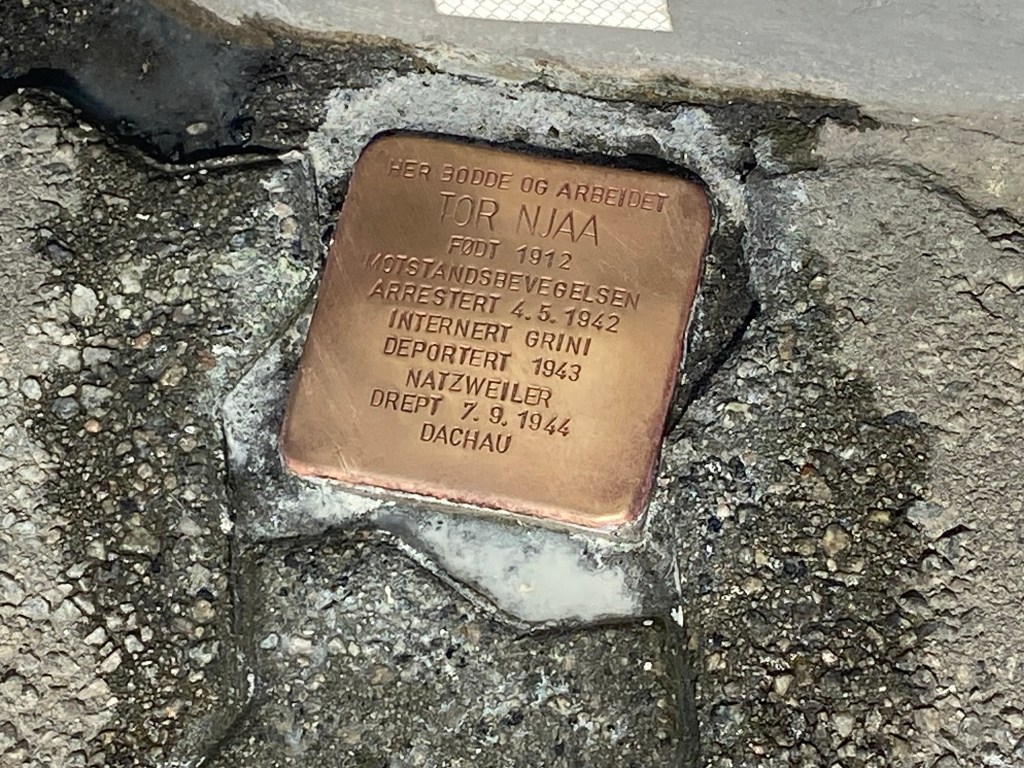 HER BODDE OG ARBEIDET
TOR NJAA
FØDT 1912
MOTSTANDSBEVEGELSEN
ARRESTERT 4.5.1942
INTERNERT GRINI
DEPORTERT 1943
NATZWEILER
DREPT 7.9.1944
DACHAU